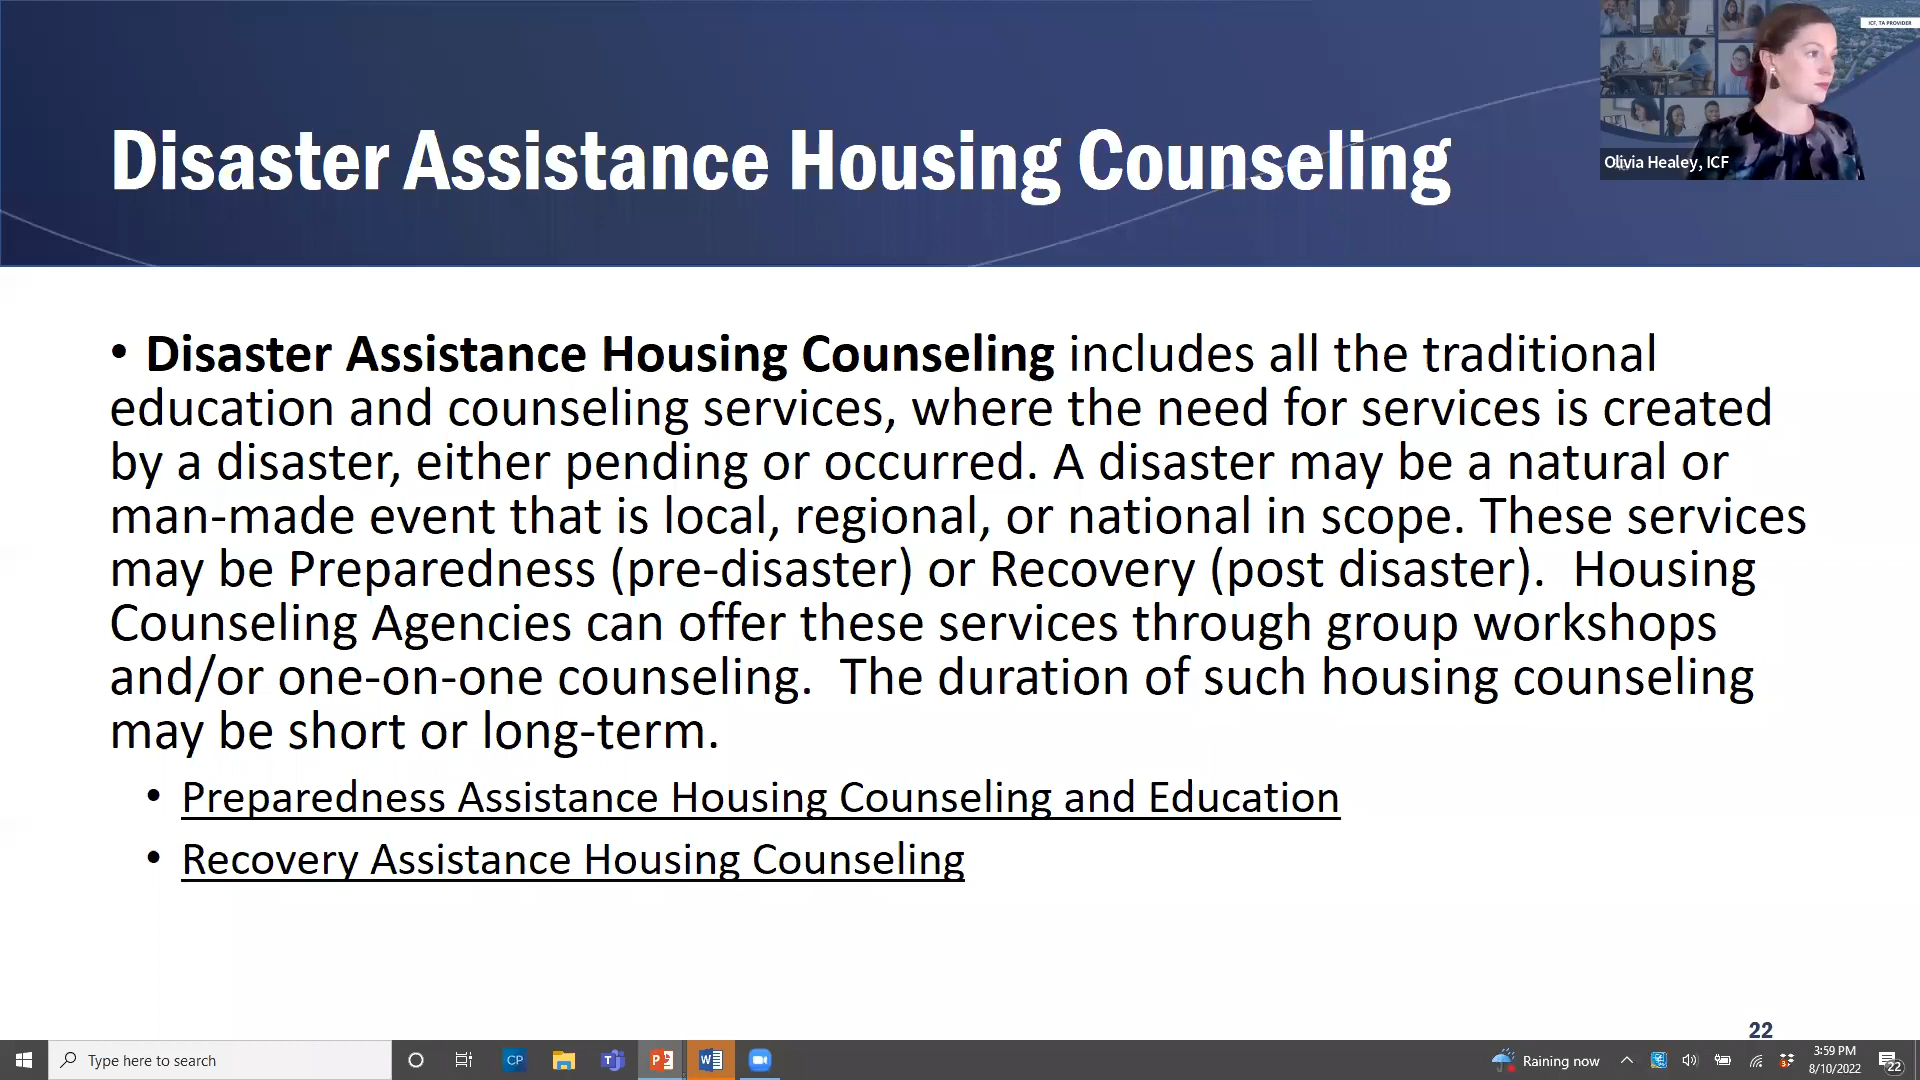 ICF, TA PROVIDER
Olivia Healey, ICF
Disaster Assistance Housing Counseling
• Disaster Assistance Housing Counseling includes all the traditional
education and counseling services, where the need for services is created
by a disaster, either pending or occurred. A disaster may be a natural or
man-made event that is local, regional, or national in scope. These services
may be Preparedness (pre-disaster) or Recovery (post disaster).  Housing
Counseling Agencies can offer these services through group workshops
and/or one-on-one counseling.  The duration of such housing counseling
may be short or long-term.
• Preparedness Assistance Housing Counseling and Education
• Recovery Assistance Housing Counseling
22
Type here to search
CP
Raining now
3:59 PM
8/10/2022
22